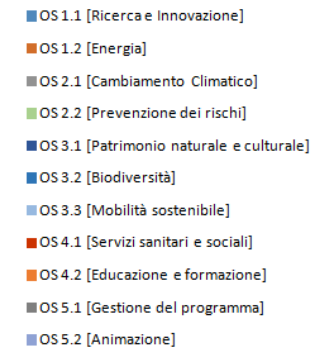 OS 1.1 [Ricerca e Innovazione]
OS 1.2 [Energia]
OS 2.1 [Cambiamento Climatico]
OS 2.2 [Prevenzione dei rischi]
OS 3.1 [Patrimonio naturale e culturale]
OS 3.2 [Biodiversità]
OS 3.3 [Mobilità sostenibile]
OS 4.1 [Servizi sanitari e sociali]
OS 4.2 [Educazione e formazione]
OS 5.1 [Gestione del programma]
OS 5.2 [Animazione]